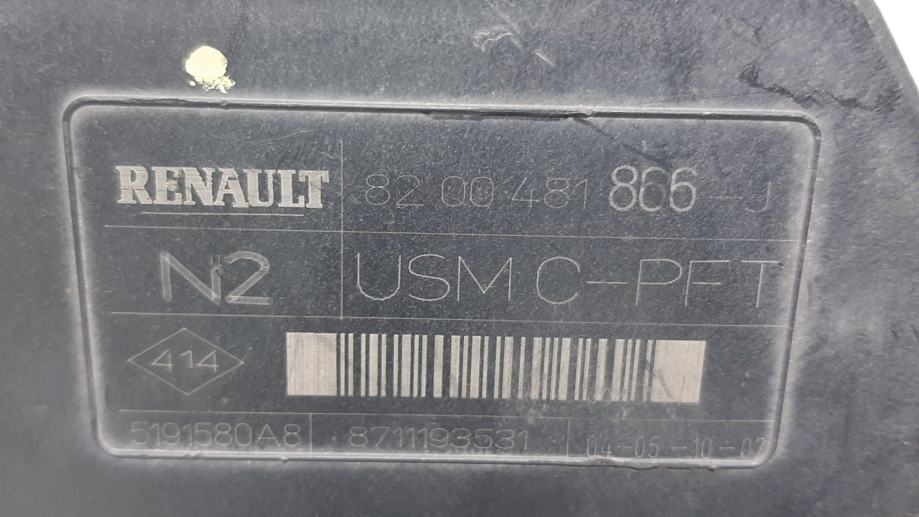 RENAULT 82 00 481 866 - J
N2 USM C-PFT
414
5191580A8 8711193531 04-05-10-07